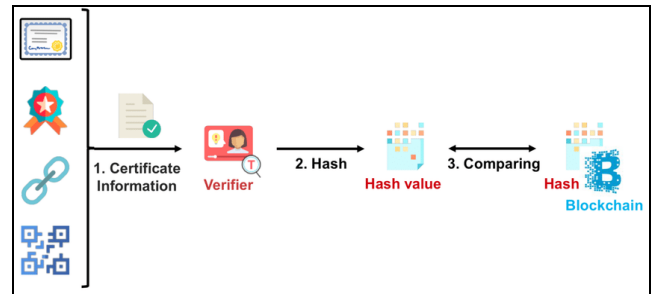 1. Certificate
Information
Verifier
2. Hash
Hash value
3. Comparing
Hash
Blockchain